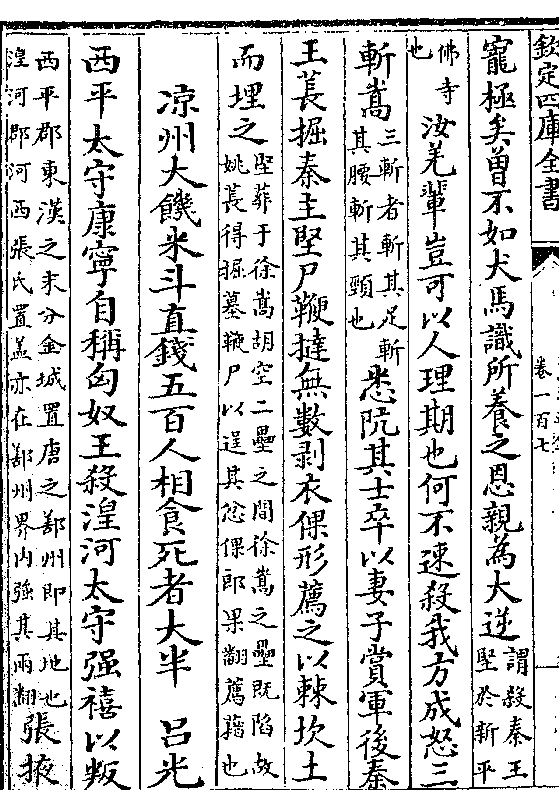 欽定四庫全書
卷一百七
寵極矣曾不如犬馬識所養之恩親為大逆謂殺秦王堅於新平
佛寺也汝羌輩豈可以人理期也何不速殺我方成怒三
斬嵩三斬者斬其足斬其腰斬其頸也悉阬其士卒以妻子賞軍後秦
王萇掘秦主堅尸鞭撻無數剥衣倮形薦之以棘坎土
而埋之堅葬于徐嵩胡空二壘之間徐嵩之壘既陷故姚萇得掘墓鞭尸以逞其忿倮郎果翻薦藉也
涼州大饑米斗直錢五百人相食死者大半　呂光
西平太守康寧自稱匈奴王殺湟河太守强禧以叛
西平郡東漢之末分金城置唐之鄯州即其地也湟河郡河西張氏置盖亦在鄯州界内强其兩翻張掖